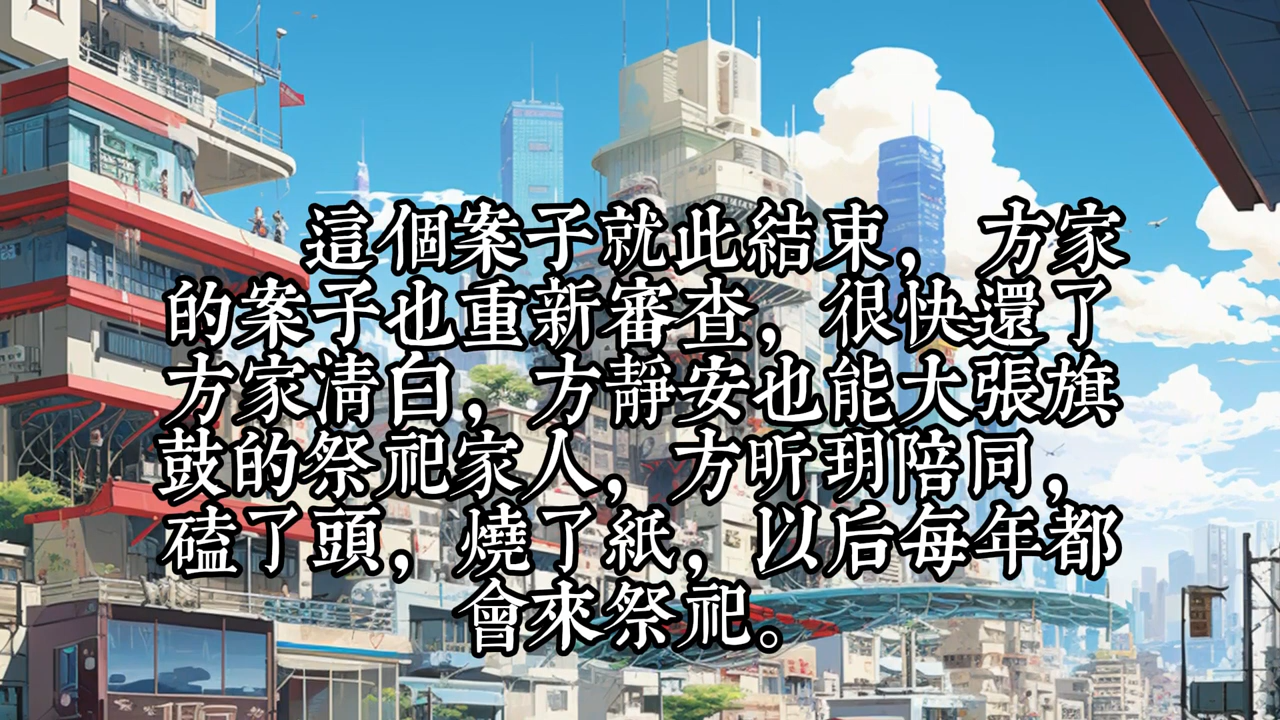 這個案子就此結束，方家
的案子也重新審查，很快還了
方家清白，方靜安也能大張旗
鼓的祭祀家人，方昕玥陪同，
磕了頭，燒了紙，以后每年都
會來祭祀。